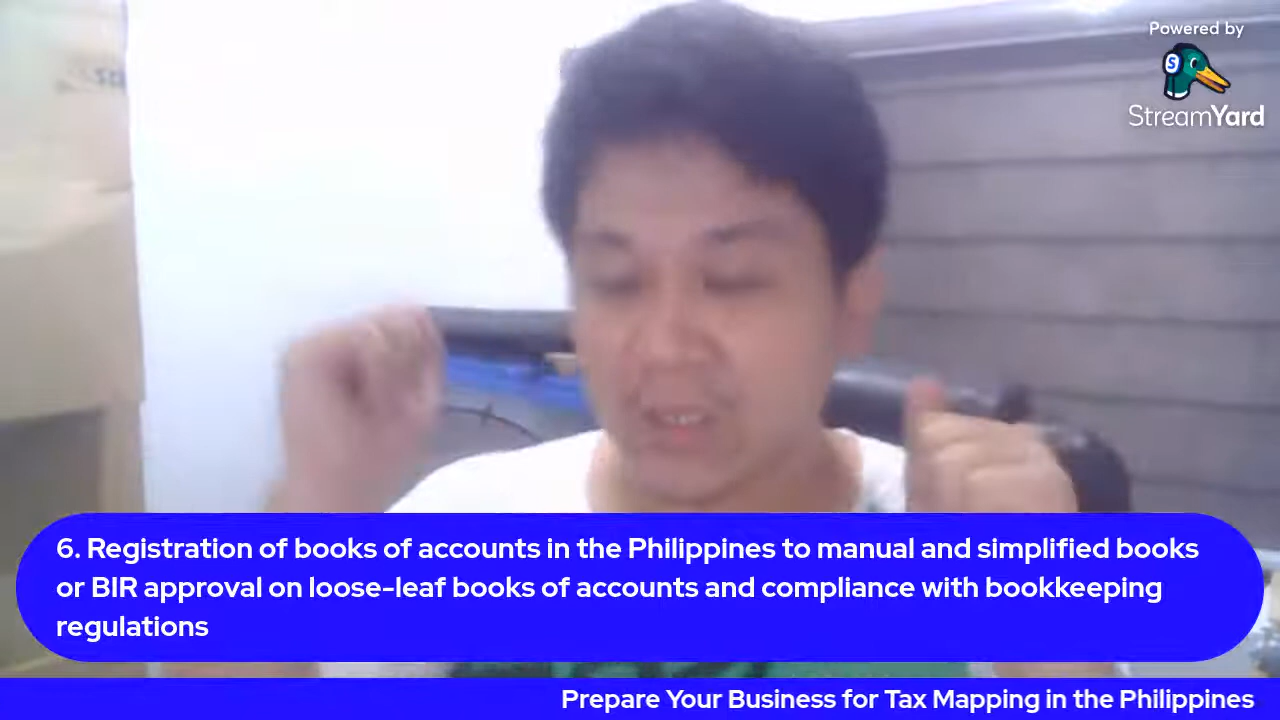 Powered by
S
StreamYard
6. Registration of books of accounts in the Philippines to manual and simplified books
or BIR approval on loose-leaf books of accounts and compliance with bookkeeping
regulations
Prepare Your Business for Tax Mapping in the Philippines